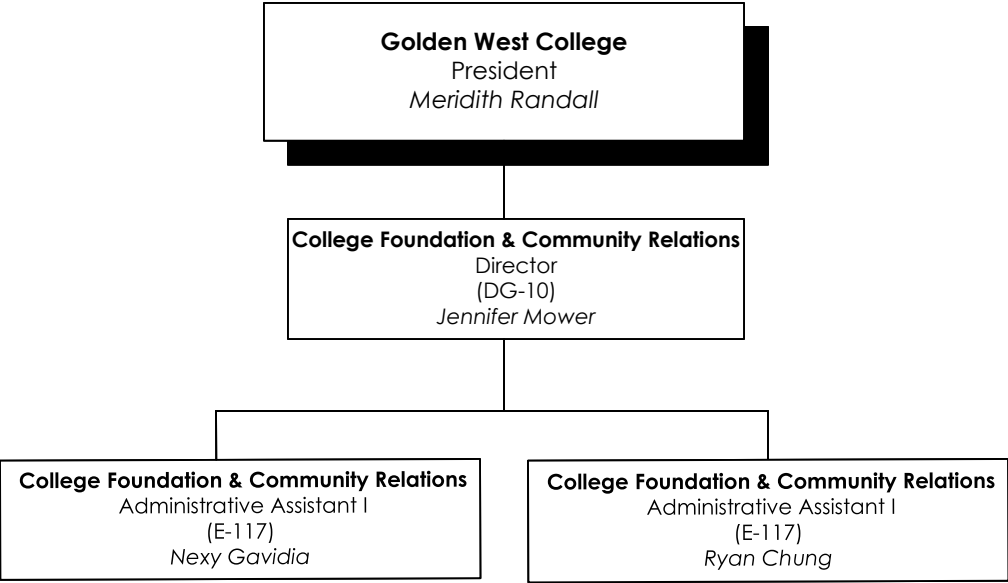 Golden West College
President
Meridith Randall
College Foundation & Community Relations
Director
(DG-10)
Jennifer Mower
College Foundation & Community Relations
Administrative Assistant I
(E-117)
Nexy Gavidia
College Foundation & Community Relations
Administrative Assistant I
(E-117)
Ryan Chung